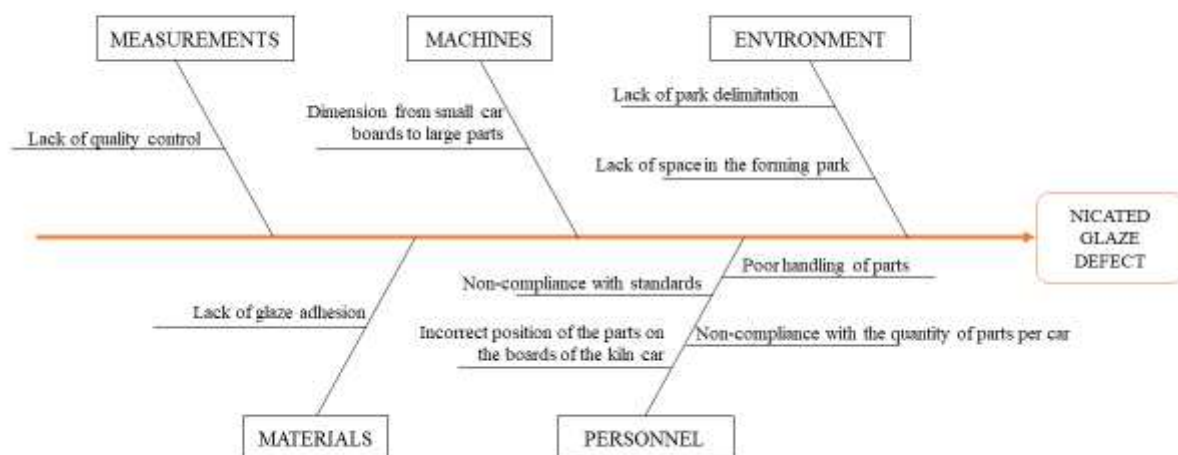 MEASUREMENTS
MACHINES
ENVIRONMENT
Lack of quality control
Dimension from small car
boards to large parts
Lack of park delimitation
Lack of space in the forming park
NICATED
GLAZE
DEFECT
Lack of glaze adhesion
Non-compliance with standards
Poor handling of parts
Incorrect position of the parts on
the boards of the kiln car
Non-compliance with the quantity of parts per car
MATERIALS
PERSONNEL